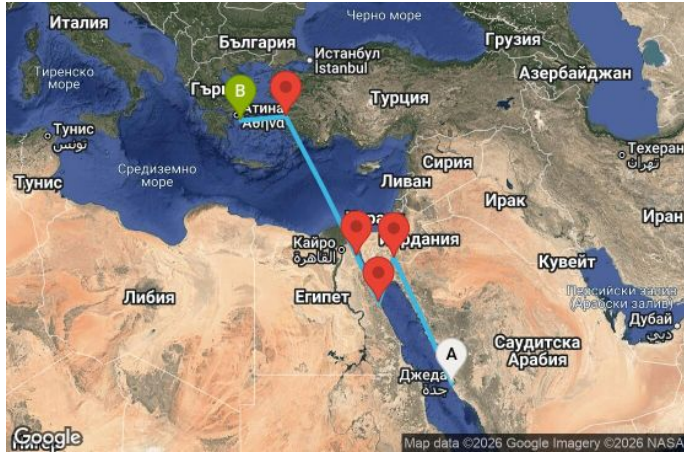 Италия
Черно море
Грузия
България
Истанбул
İstanbul
Азербайджан
Тиренско
море
B
Гър
Атина
Αθήνα
Турция
Тунис
تونس
Техеран
تهران
Сирия
Средиземно
море
Ливан
Тунис
Ирак
Иран
Кайро
القاهرة
Йордания
Кувейт
Либия
Египет
Персийски залив
(Арабски залив)
Дубай
دبي
A
Саудитска
Арабия
Джеда
جدة
Google
Map data ©2026 Google Imagery ©2026 NASA